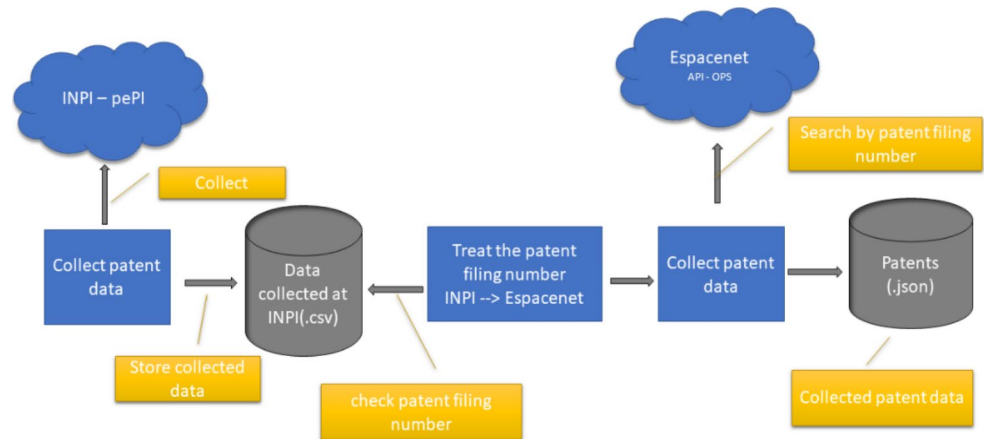 Espacenet
API - OPS
INPI – pePI
Search by patent filing
number
Collect
Collect patent
data
Data
collected at
INPI(.csv)
Treat the patent
filing number
INPI --> Espacenet
Collect patent
data
Patents
(.json)
Store collected
data
check patent filing
number
Collected patent data